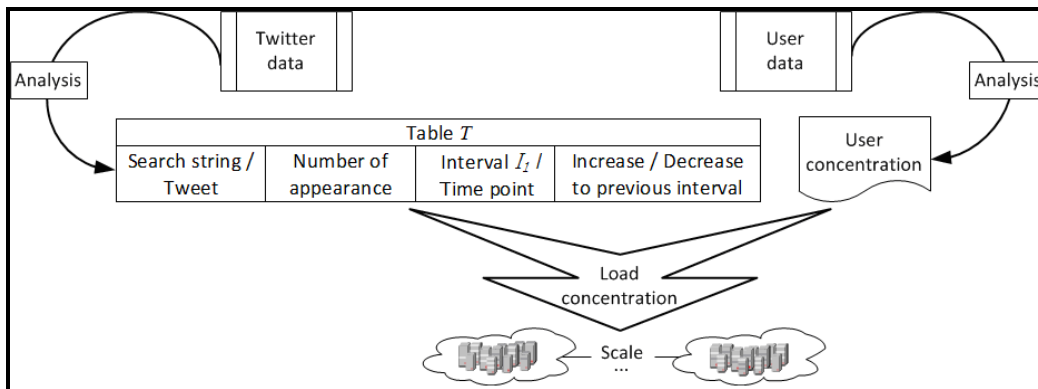 Twitter
data
User
data
Analysis
Analysis
Table T
Search string /
Tweet
Number of
appearance
Interval I₁ /
Time point
Increase / Decrease
to previous interval
User
concentration
Load
concentration
Scale
...